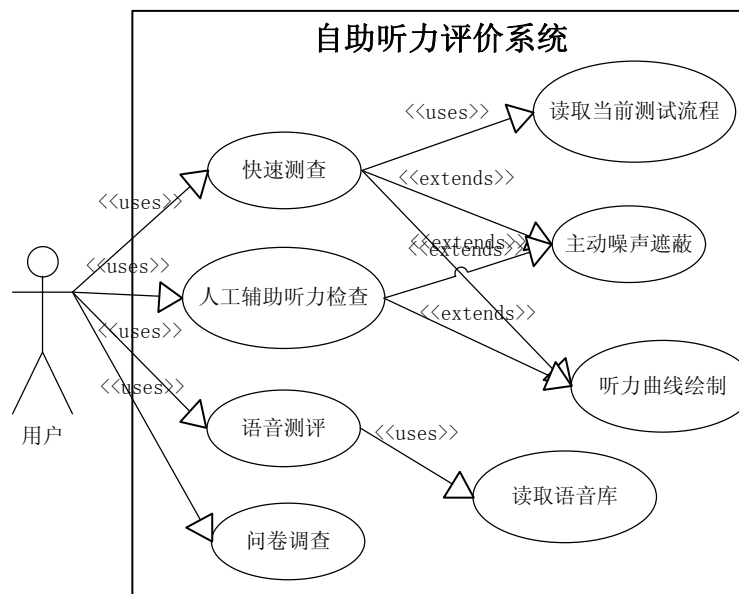 自助听力评价系统
读取当前测试流程
<<uses>>
快速测查
<<extends>>
<<uses>>
主动噪声遮蔽
<<extends>>
<<extends>>
<<uses>>
人工辅助听力检查
<<extends>>
<<uses>>
听力曲线绘制
<<uses>>
用户
语音测评
<<uses>>
读取语音库
问卷调查